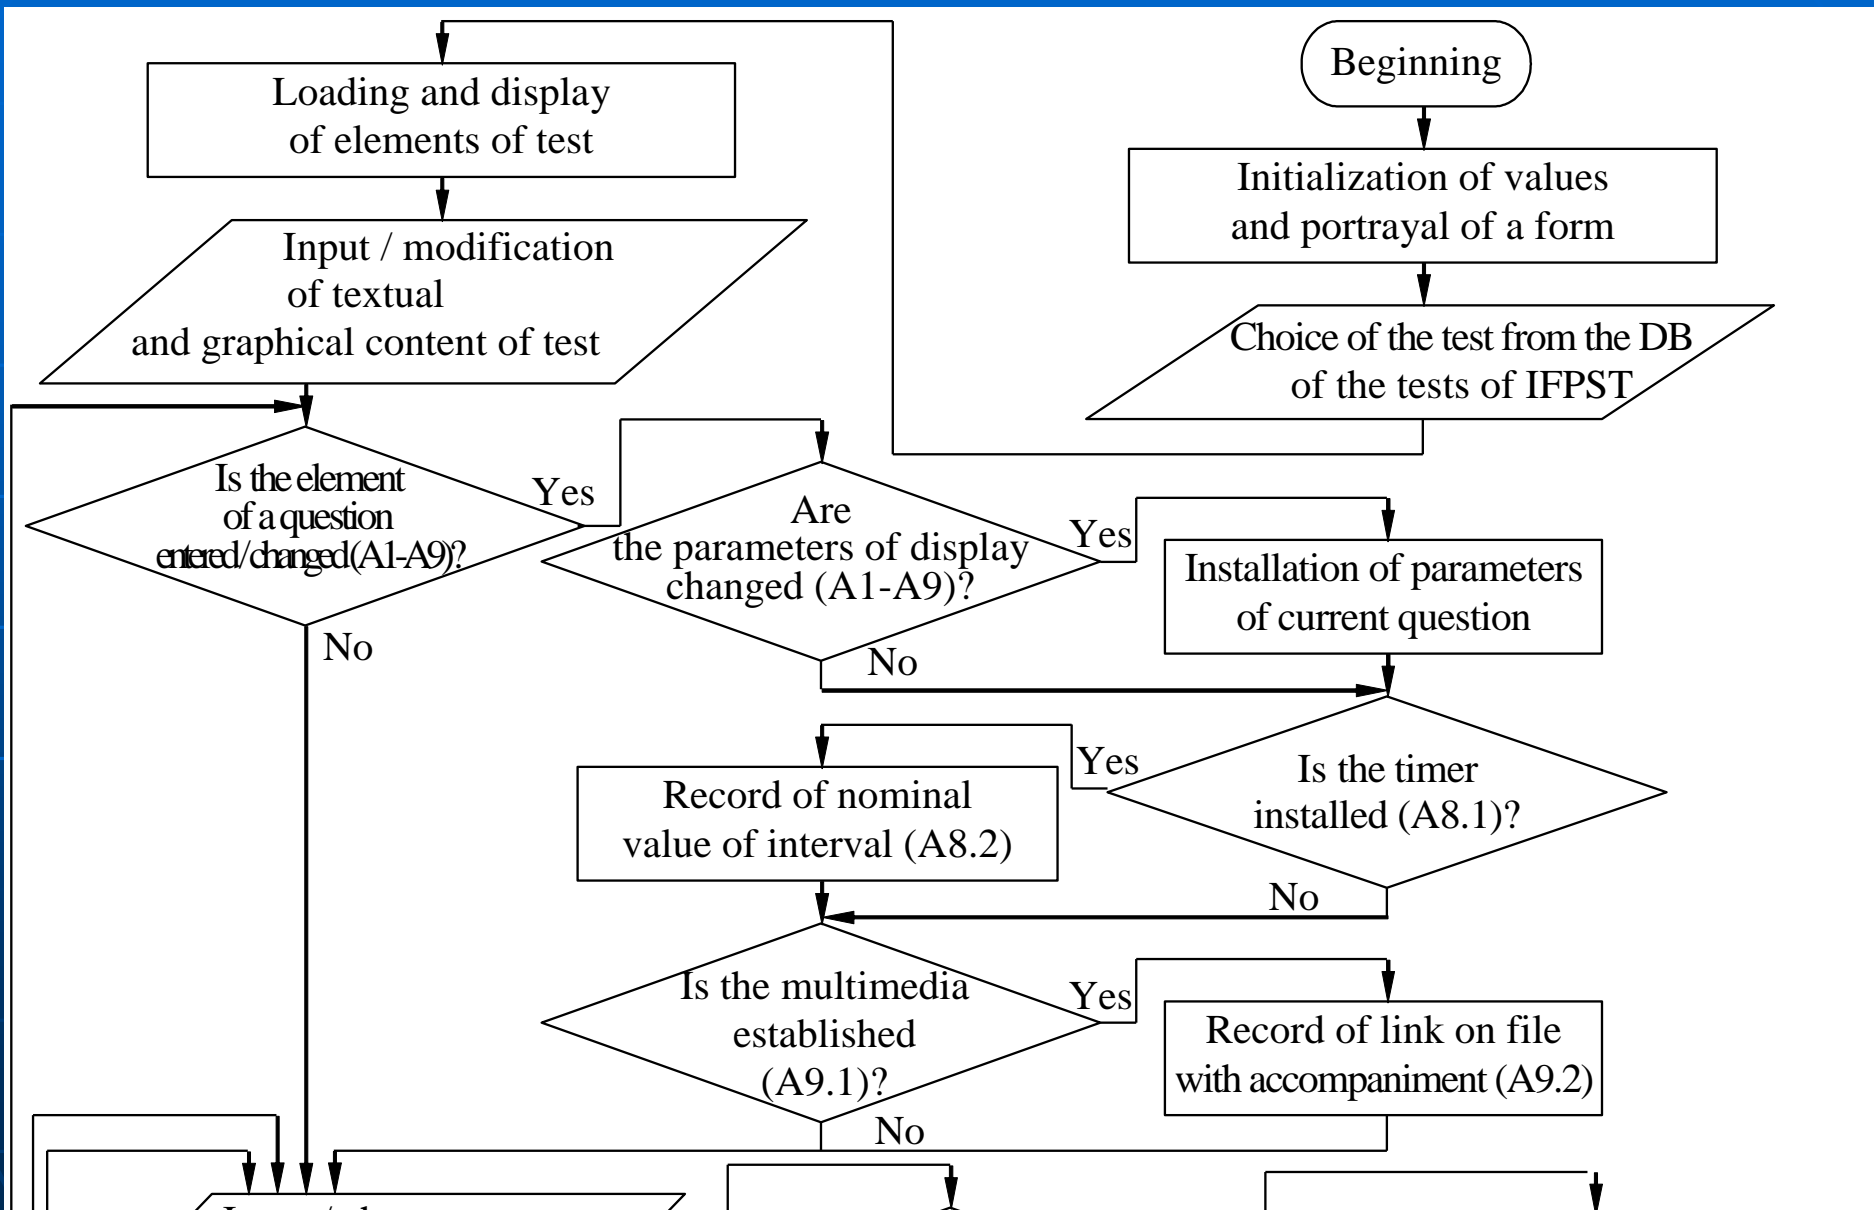 Beginning
Initialization of values
and portrayal of a form
Choice of the test from the DB
of the tests of IFPST
Loading and display
of elements of test
Input / modification
of textual
and graphical content of test
Is the element
of a question
entered/changed(A1-A9)?
Yes
No
Are
the parameters of display
changed (A1-A9)?
Yes
No
Installation of parameters
of current question
Is the timer
installed (A8.1)?
Yes
No
Record of nominal
value of interval (A8.2)
Is the multimedia
established
(A9.1)?
Yes
No
Record of link on file
with accompaniment (A9.2)